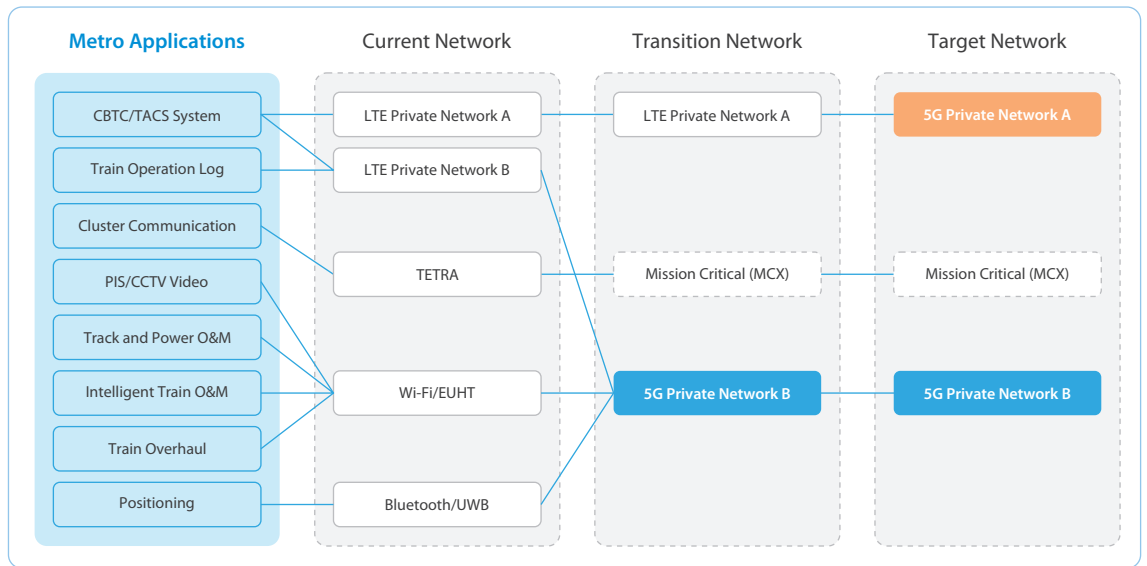 Metro Applications
Current Network
Transition Network
Target Network
CBTC/TACS System
LTE Private Network A
LTE Private Network A
5G Private Network A
Train Operation Log
LTE Private Network B
Cluster Communication
PIS/CCTV Video
TETRA
Mission Critical (MCX)
Mission Critical (MCX)
Track and Power O&M
Intelligent Train O&M
Wi-Fi/EUHT
5G Private Network B
5G Private Network B
Train Overhaul
Positioning
Bluetooth/UWB